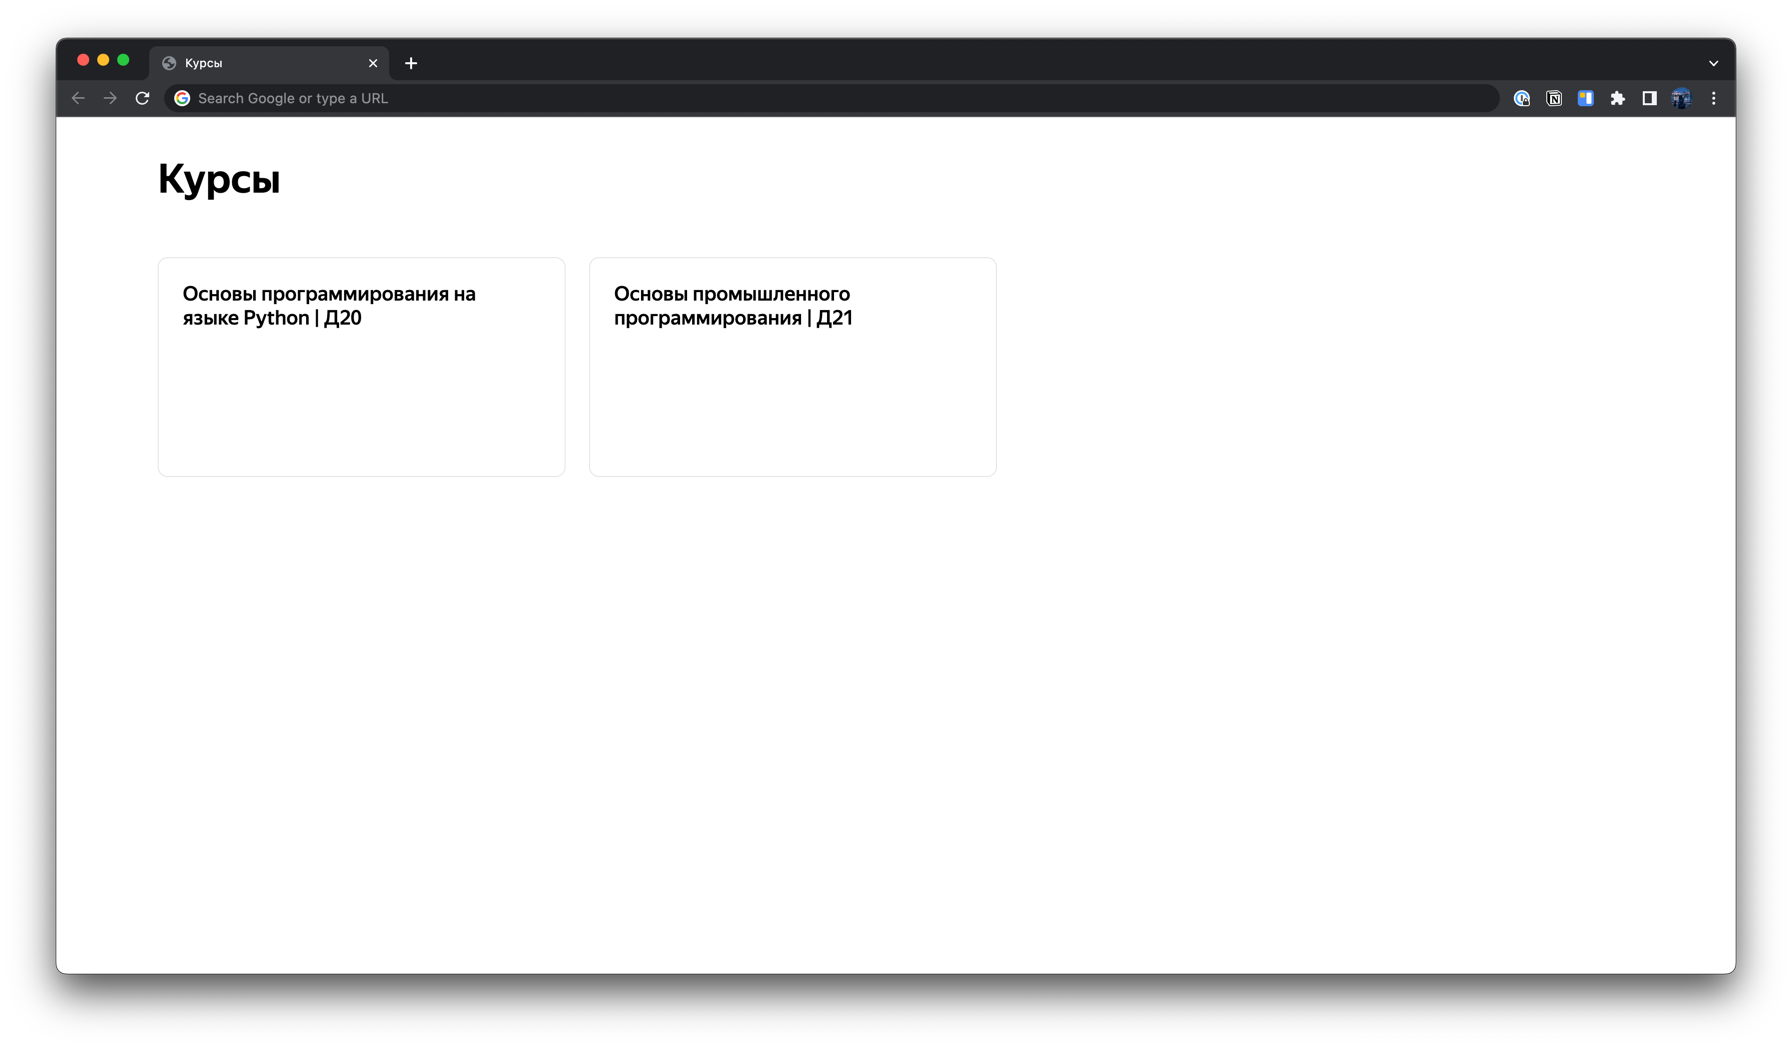 Курсы
Search Google or type a URL
Курсы
Основы программирования на
языке Python | Д20
Основы промышленного
программирования | Д21